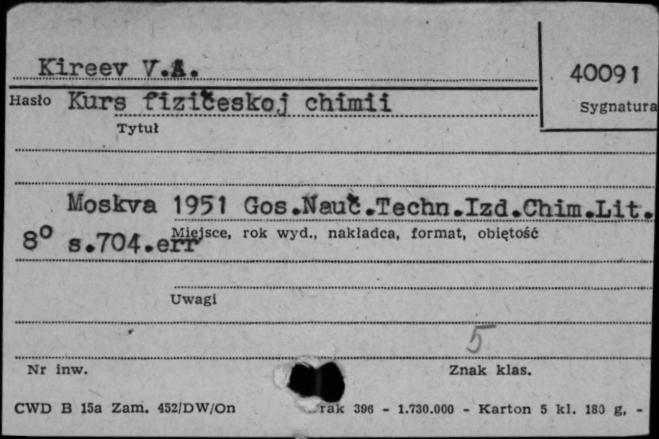 Kireev V.A.
40091
Hasło Kurs fizičeskoj chimii
Sygnatura
Tytuł
Moskva 1951 Gos.Nauč.Techn.Izd.Chim.Lit.
Miejsce, rok wyd., nakładca, format, objętość
8° s.704.err
Uwagi
5
Nr inw.
Znak klas.
CWD B 15a Zam. 452/DW/On rak 396 - 1.730.000 - Karton 5 kl. 180 g, -